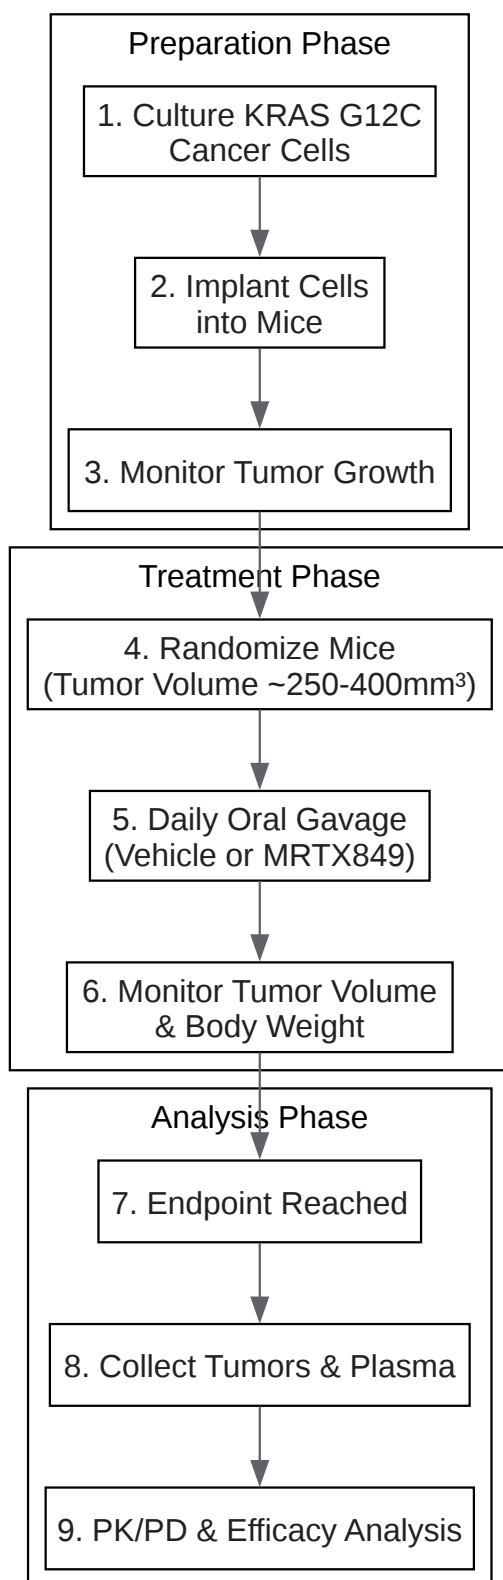 Preparation Phase
1. Culture KRAS G12C
Cancer Cells
2. Implant Cells
into Mice
3. Monitor Tumor Growth
Treatment Phase
4. Randomize Mice
(Tumor Volume ~250-400mm³)
5. Daily Oral Gavage
(Vehicle or MRTX849)
6. Monitor Tumor Volume
& Body Weight
Analysis Phase
7. Endpoint Reached
8. Collect Tumors & Plasma
9. PK/PD & Efficacy Analysis